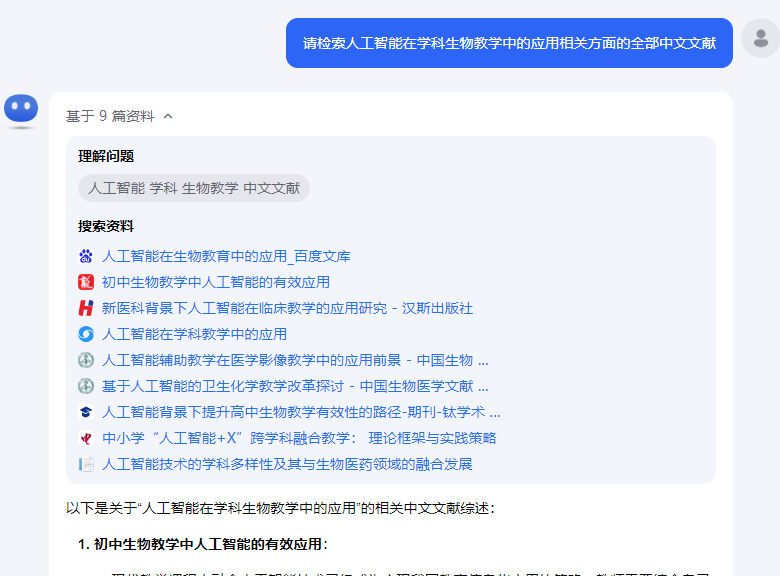 请检索人工智能在学科生物教学中的应用相关方面的全部中文文献
基于 9 篇资料
理解问题
人工智能 学科 生物教学 中文文献
搜索资料
人工智能在生物教育中的应用_百度文库
初中生物教学中人工智能的有效应用
新医科背景下人工智能在临床教学的应用研究 - 汉斯出版社
人工智能在学科教学中的应用
人工智能辅助教学在医学影像教学中的应用前景 - 中国生物 ...
基于人工智能的卫生化学教学改革探讨 - 中国生物医学文献 ...
人工智能背景下提升高中生物教学有效性的路径-期刊-钛学术 ...
中小学“人工智能+X”跨学科融合教学： 理论框架与实践策略
人工智能技术的学科多样性及其与生物医药领域的融合发展
以下是关于“人工智能在学科生物教学中的应用”的相关中文文献综述：
1. 初中生物教学中人工智能的有效应用：